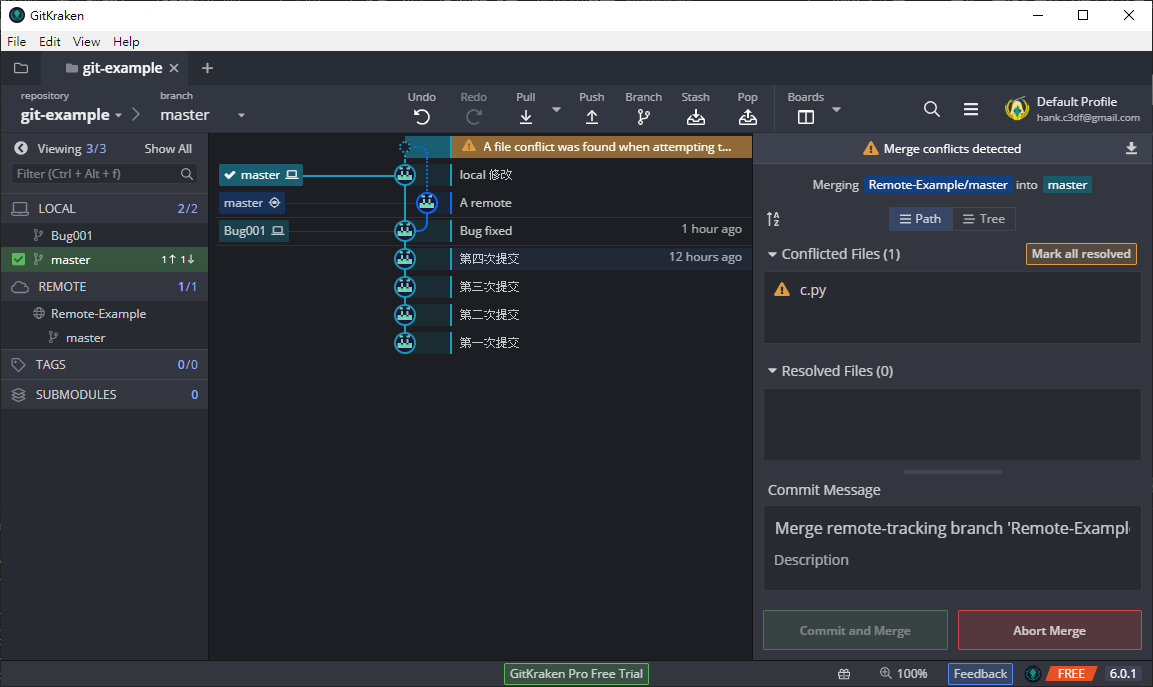 GitKraken
File Edit View Help
git-example
repository
git-example
branch
master
Undo
Redo
Pull
Push
Branch
Stash
Pop
Boards
Default Profile
hank.c3df@gmail.com
Viewing 3/3 Show All
Filter (Ctrl + Alt + f)
LOCAL 2/2
Bug001
master 1↑ 1↓
REMOTE 1/1
Remote-Example
master
TAGS 0/0
SUBMODULES 0
A file conflict was found when attempting t...
master local 修改
master A remote
Bug001 Bug fixed 1 hour ago
第四次提交 12 hours ago
第三次提交
第二次提交
第一次提交
Merge conflicts detected
Merging Remote-Example/master into master
Path Tree
Conflicted Files (1) Mark all resolved
c.py
Resolved Files (0)
Commit Message
Merge remote-tracking branch 'Remote-Exampl
Description
Commit and Merge Abort Merge
GitKraken Pro Free Trial
100%
Feedback
FREE
6.0.1